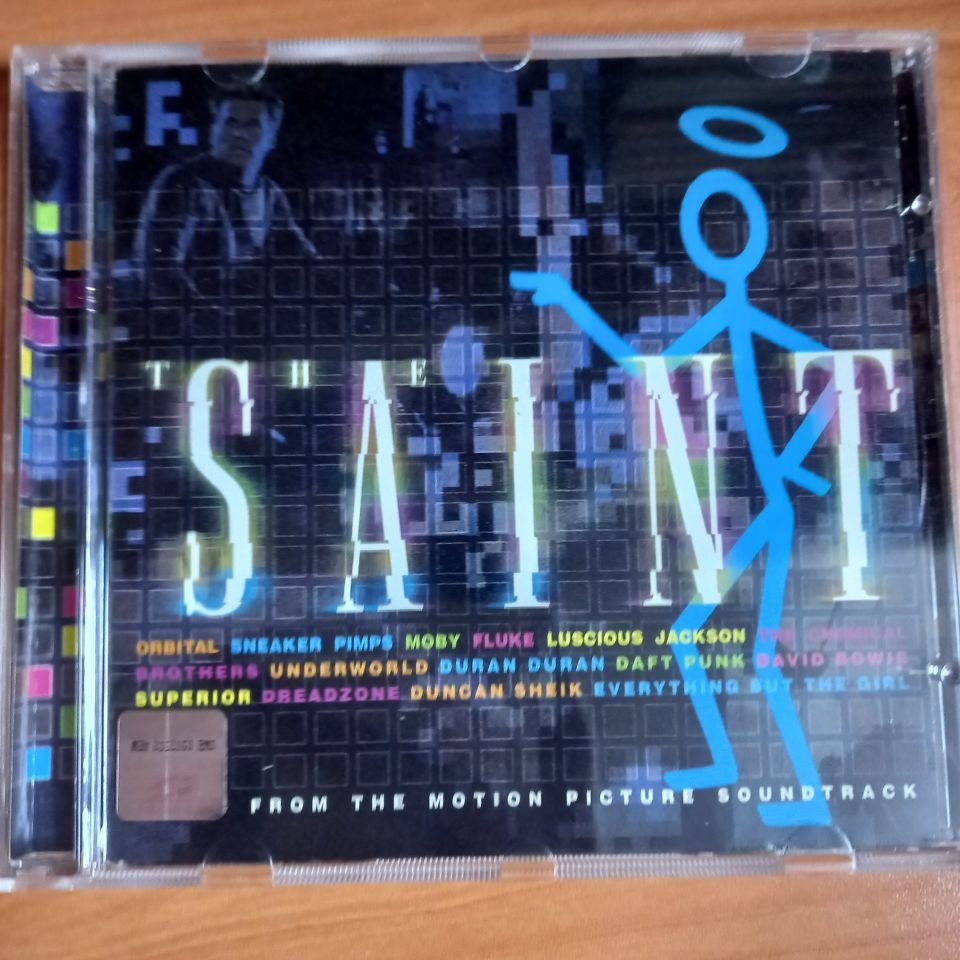 THE
SAINT
ORBITAL SNEAKER PIMPS MOBY FLUKE LUSCIOUS JACKSON THE CHEMICAL
BROTHERS UNDERWORLD DURAN DURAN DAFT PUNK DAVID BOWIE
SUPERIOR DREADZONE DUNCAN SHEIK EVERYTHING BUT THE GIRL
FROM THE MOTION PICTURE SOUNDTRACK